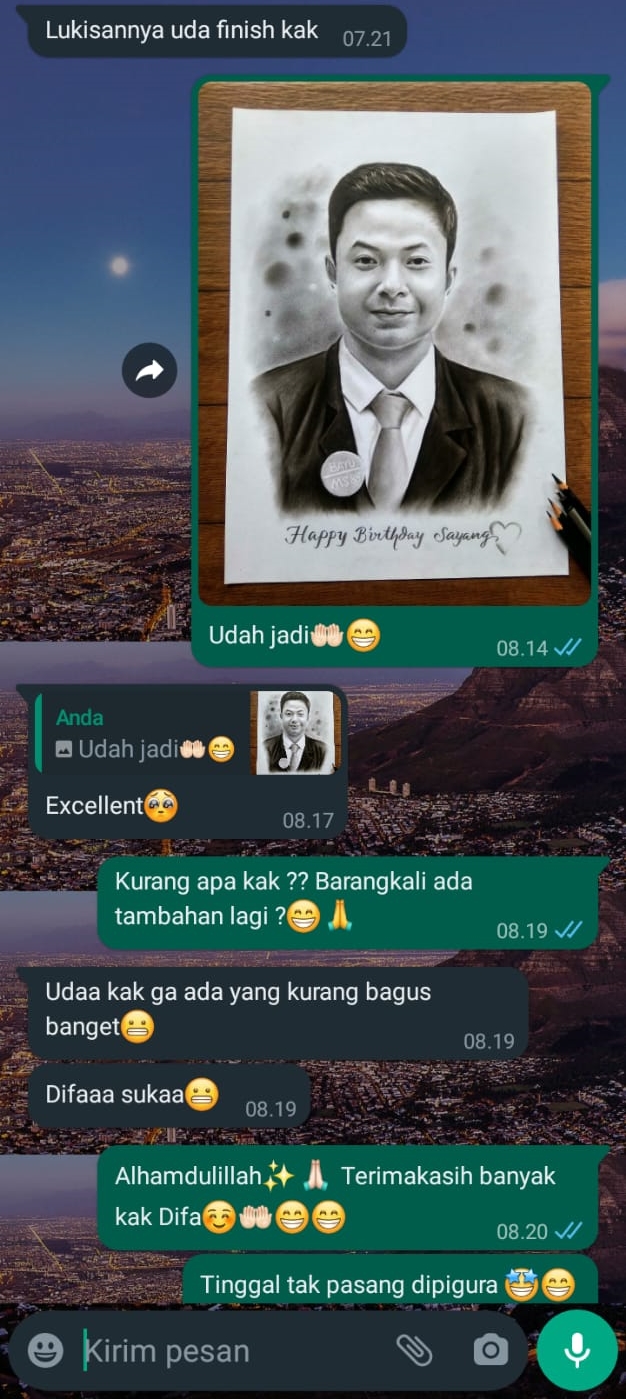 Lukisannya uda finish kak 07.21
Happy Birthday Sayang
Udah jadi🤲🏻😁 08.14
Anda
Udah jadi🤲🏻😁
Excellent🥺 08.17
Kurang apa kak ?? Barangkali ada
tambahan lagi ?😁🙏 08.19
Udaa kak ga ada yang kurang bagus
banget😬 08.19
Difaaa sukaa😬 08.19
Alhamdulillah✨🙏🏻 Terimakasih banyak
kak Difa☺️🤲🏻😁😁 08.20
Tinggal tak pasang dipigura 🤩😁
Kirim pesan